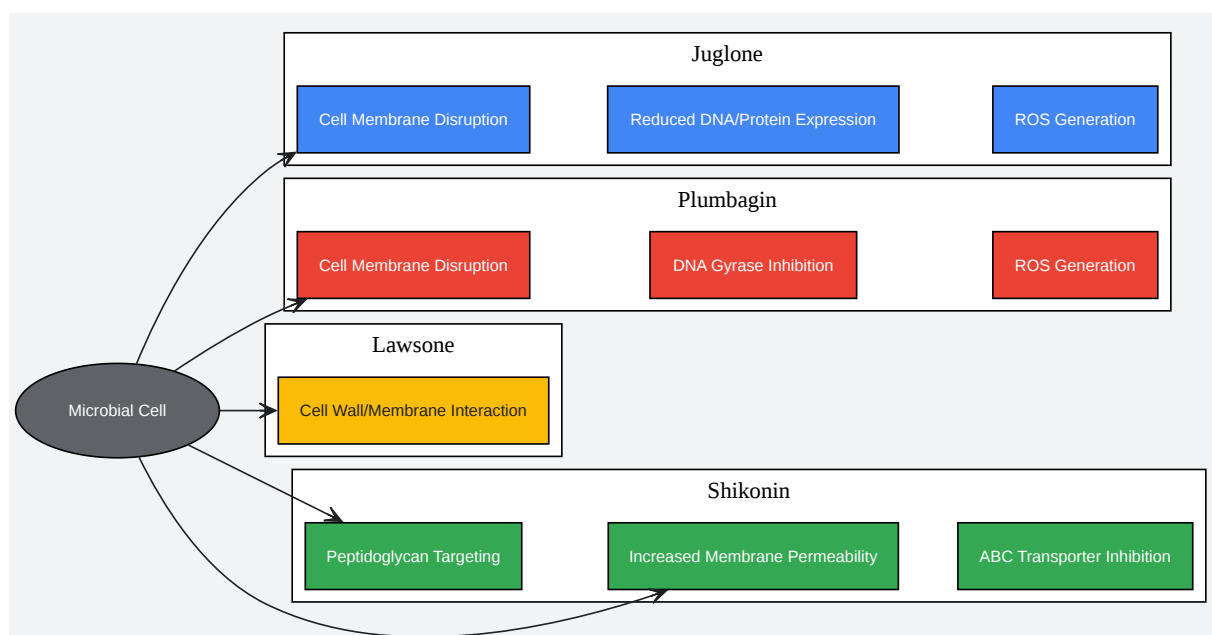 Juglone
Cell Membrane Disruption
Reduced DNA/Protein Expression
ROS Generation
Plumbagin
Cell Membrane Disruption
DNA Gyrase Inhibition
ROS Generation
Lawsone
Microbial Cell
Cell Wall/Membrane Interaction
Shikonin
Peptidoglycan Targeting
Increased Membrane Permeability
ABC Transporter Inhibition